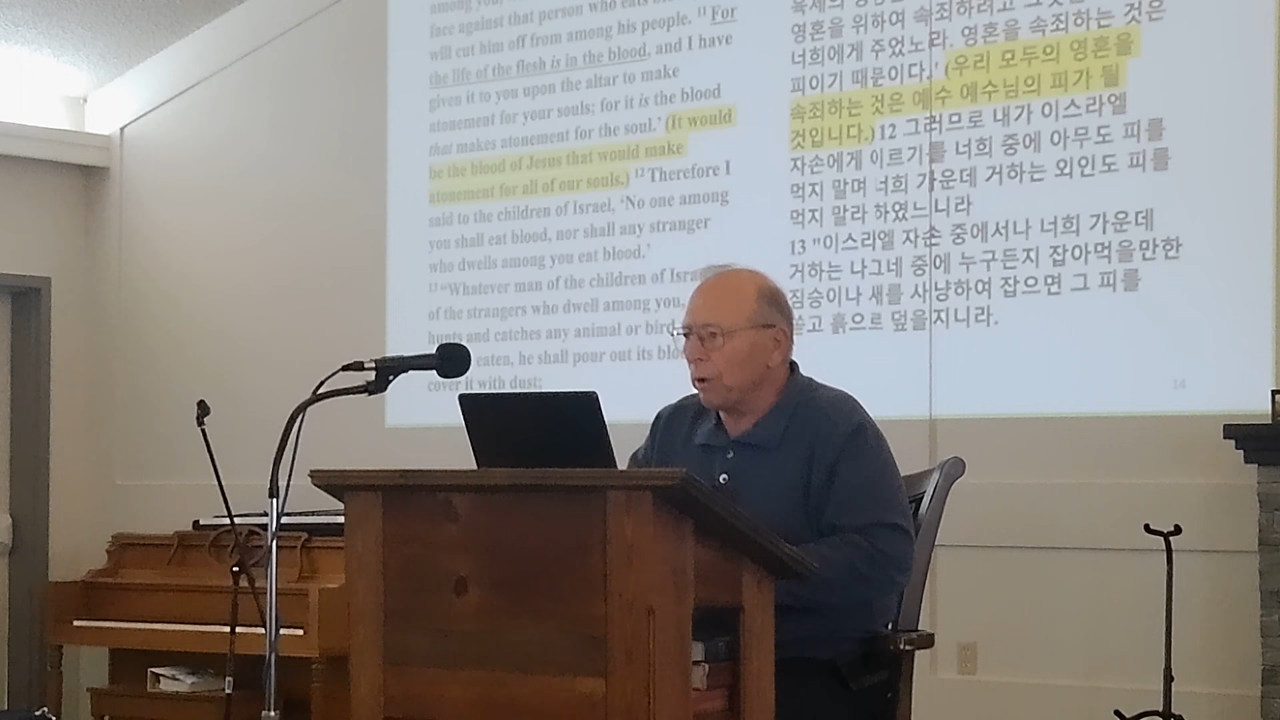 among you,
face against that person who eats
will cut him off from among his people. ¹¹ For
the life of the flesh is in the blood, and I have
given it to you upon the altar to make
atonement for your souls; for it is the blood
that makes atonement for the soul.’ (It would
be the blood of Jesus that would make
atonement for all of our souls.) ¹² Therefore I
said to the children of Israel, ‘No one among
you shall eat blood, nor shall any stranger
who dwells among you eat blood.’
¹³ “Whatever man of the children of
of the strangers who dwell among you,
hunts and catches any animal or bird
eaten, he shall pour out its
cover it with dust;
영혼을 위하여 속죄하려고
너희에게 주었노라. 영혼을 속죄하는 것은
피이기 때문이다.' (우리 모두의 영혼을
속죄하는 것은 예수 예수님의 피가 될
것입니다.)12 그러므로 내가 이스라엘
자손에게 이르기를 너희 중에 아무도 피를
먹지 말며 너희 가운데 거하는 외인도 피를
먹지 말라 하였느니라
13 "이스리엘 자손 중에서나 너희 가운데
거하는 나그네 중에 누구든지 잡아먹을만한
짐승이나 새를 사냥하여 잡으면 그 피를
쏟고 흙으로 덮을지니라.
14